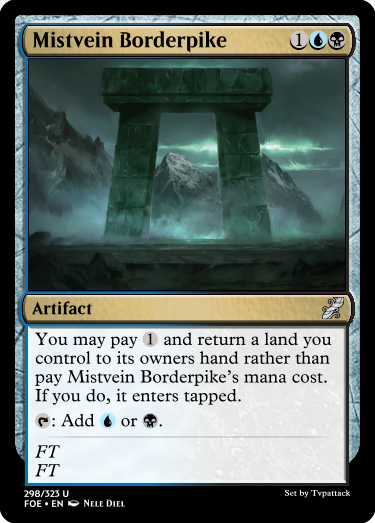 Mistvein Borderpike 1
Artifact
You may pay 1 and return a land you
control to its owners hand rather than
pay Mistvein Borderpike's mana cost.
If you do, it enters tapped.
: Add or .
FT
FT
298/323 U
FOE • EN NELE DIEL
Set by Tvpattack